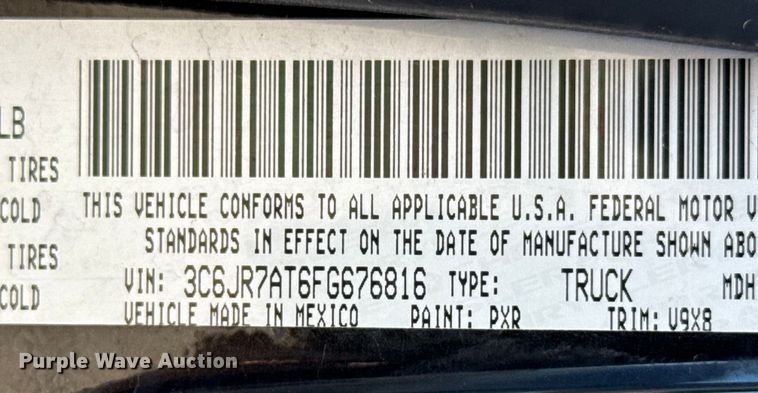 LB
TIRES
COLD
TIRES
COLD
THIS VEHICLE CONFORMS TO ALL APPLICABLE U.S.A. FEDERAL MOTOR V
STANDARDS IN EFFECT ON THE DATE OF MANUFACTURE SHOWN ABO
VIN: 3C6JR7AT6FG676816 TYPE: TRUCK MDH
VEHICLE MADE IN MEXICO PAINT: PXR TRIM: V9X8
Purple Wave Auction